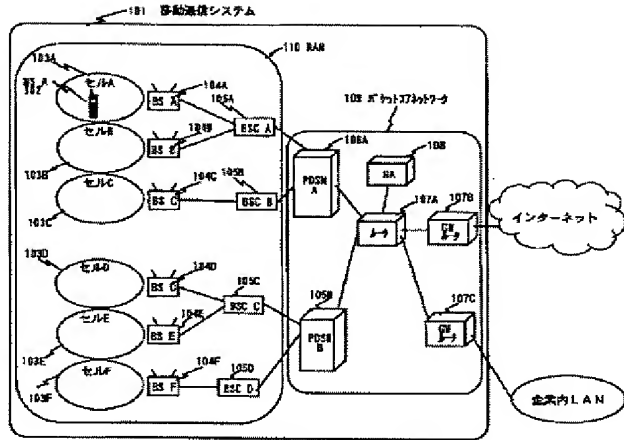 101 移動通信システム
110 RAN
103A
セルA
MS A
102
104A
BS A
105A
BSC A
セルB
104B
BS B
103B
セルC
104C
BS C
105B
BSC B
103C
109 パケットコアネットワーク
106A
PDSN
A
108
HA
107A
ルータ
107B
GW
ルータ
インターネット
103D
セルD
104D
BS D
105C
BSC C
セルE
104E
BS E
103E
セルF
104F
BS F
105D
BSC D
103F
PDSN
B
107C
GW
ルータ
企業内LAN